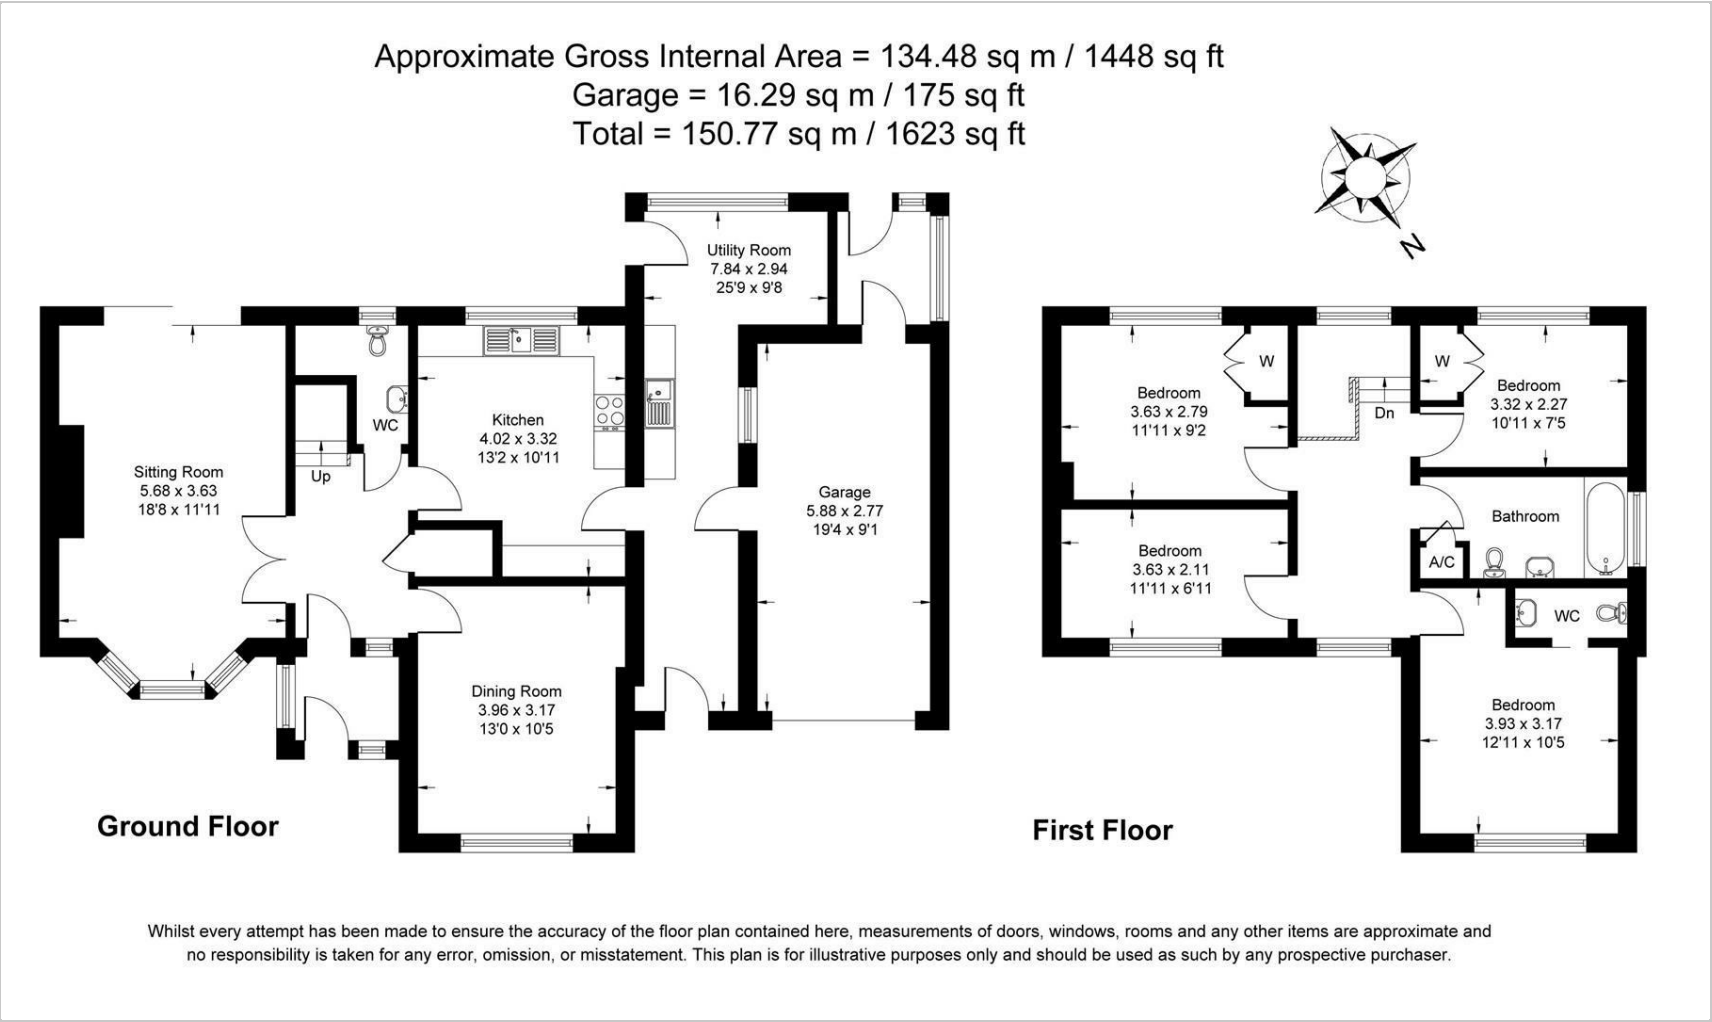 Approximate Gross Internal Area = 134.48 sq m / 1448 sq ft
Garage = 16.29 sq m / 175 sq ft
Total = 150.77 sq m / 1623 sq ft
N
Utility Room
7.84 x 2.94
25'9 x 9'8
Sitting Room
5.68 x 3.63
18'8 x 11'11
Up
WC
Kitchen
4.02 x 3.32
13'2 x 10'11
Garage
5.88 x 2.77
19'4 x 9'1
Dining Room
3.96 x 3.17
13'0 x 10'5
Ground Floor
Bedroom
3.63 x 2.79
11'11 x 9'2
W
Dn
W
Bedroom
3.32 x 2.27
10'11 x 7'5
Bedroom
3.63 x 2.11
11'11 x 6'11
Bathroom
A/C
WC
Bedroom
3.93 x 3.17
12'11 x 10'5
First Floor
Whilst every attempt has been made to ensure the accuracy of the floor plan contained here, measurements of doors, windows, rooms and any other items are approximate and
no responsibility is taken for any error, omission, or misstatement. This plan is for illustrative purposes only and should be used as such by any prospective purchaser.